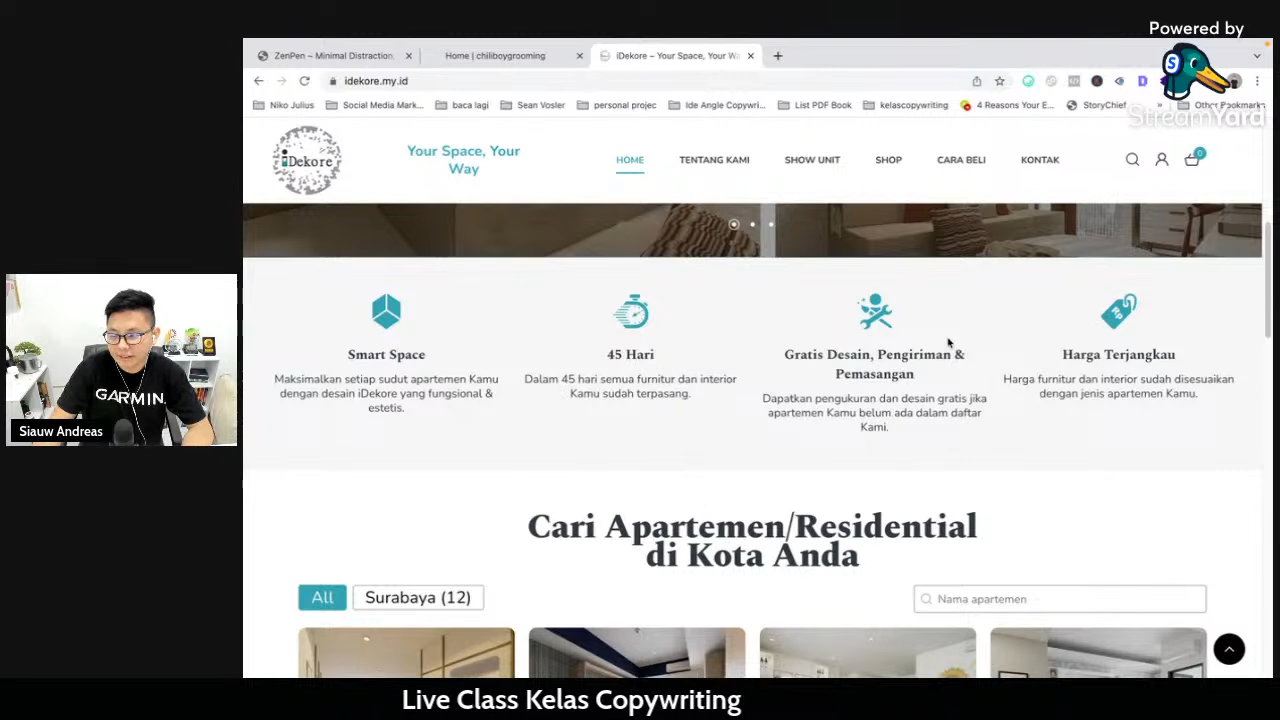 Powered by
StreamYard
ZenPen – Minimal Distraction
Home | chiliboygrooming
iDekore – Your Space, Your Wa
idekore.my.id
Niko Julius
Social Media Mark...
baca lagi
Sean Vosler
personal projec
Ide Angle Copywri...
List PDF Book
kelascopywriting
4 Reasons Your E...
StoryChief
Other Bookmarks
iDekore
Your Space, Your
Way
HOME
TENTANG KAMI
SHOW UNIT
SHOP
CARA BELI
KONTAK
0
Rp
Smart Space
Maksimalkan setiap sudut apartemen Kamu
dengan desain iDekore yang fungsional &
estetis.
45 Hari
Dalam 45 hari semua furnitur dan interior
Kamu sudah terpasang.
Gratis Desain, Pengiriman &
Pemasangan
Dapatkan pengukuran dan desain gratis jika
apartemen Kamu belum ada dalam daftar
Kami.
Harga Terjangkau
Harga furnitur dan interior sudah disesuaikan
dengan jenis apartemen Kamu.
GARMIN.
Siauw Andreas
Cari Apartemen/Residential
di Kota Anda
All
Surabaya (12)
Nama apartemen
Live Class Kelas Copywriting